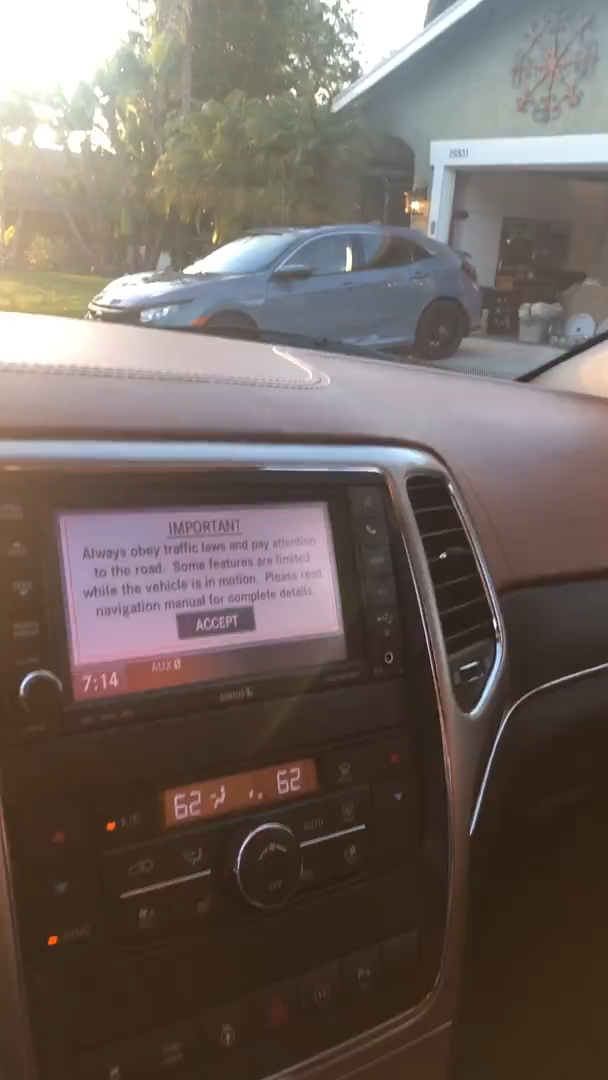 IMPORTANT
Always obey traffic laws and pay attention
to the road. Some features are limited
while the vehicle is in motion. Please read
navigation manual for complete details.
ACCEPT
AUX
7:14
62 62
AUTO
OFF